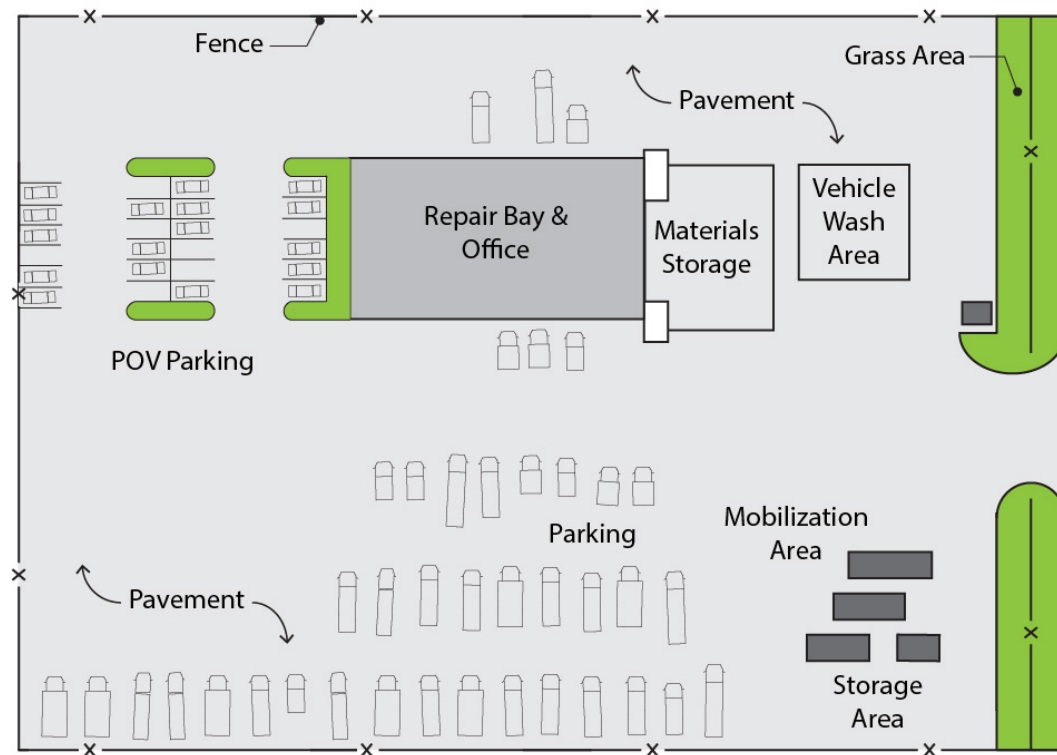 Fence
Grass Area
Pavement
Repair Bay &
Office
Materials
Storage
Vehicle
Wash
Area
POV Parking
Parking
Mobilization
Area
Pavement
Storage
Area